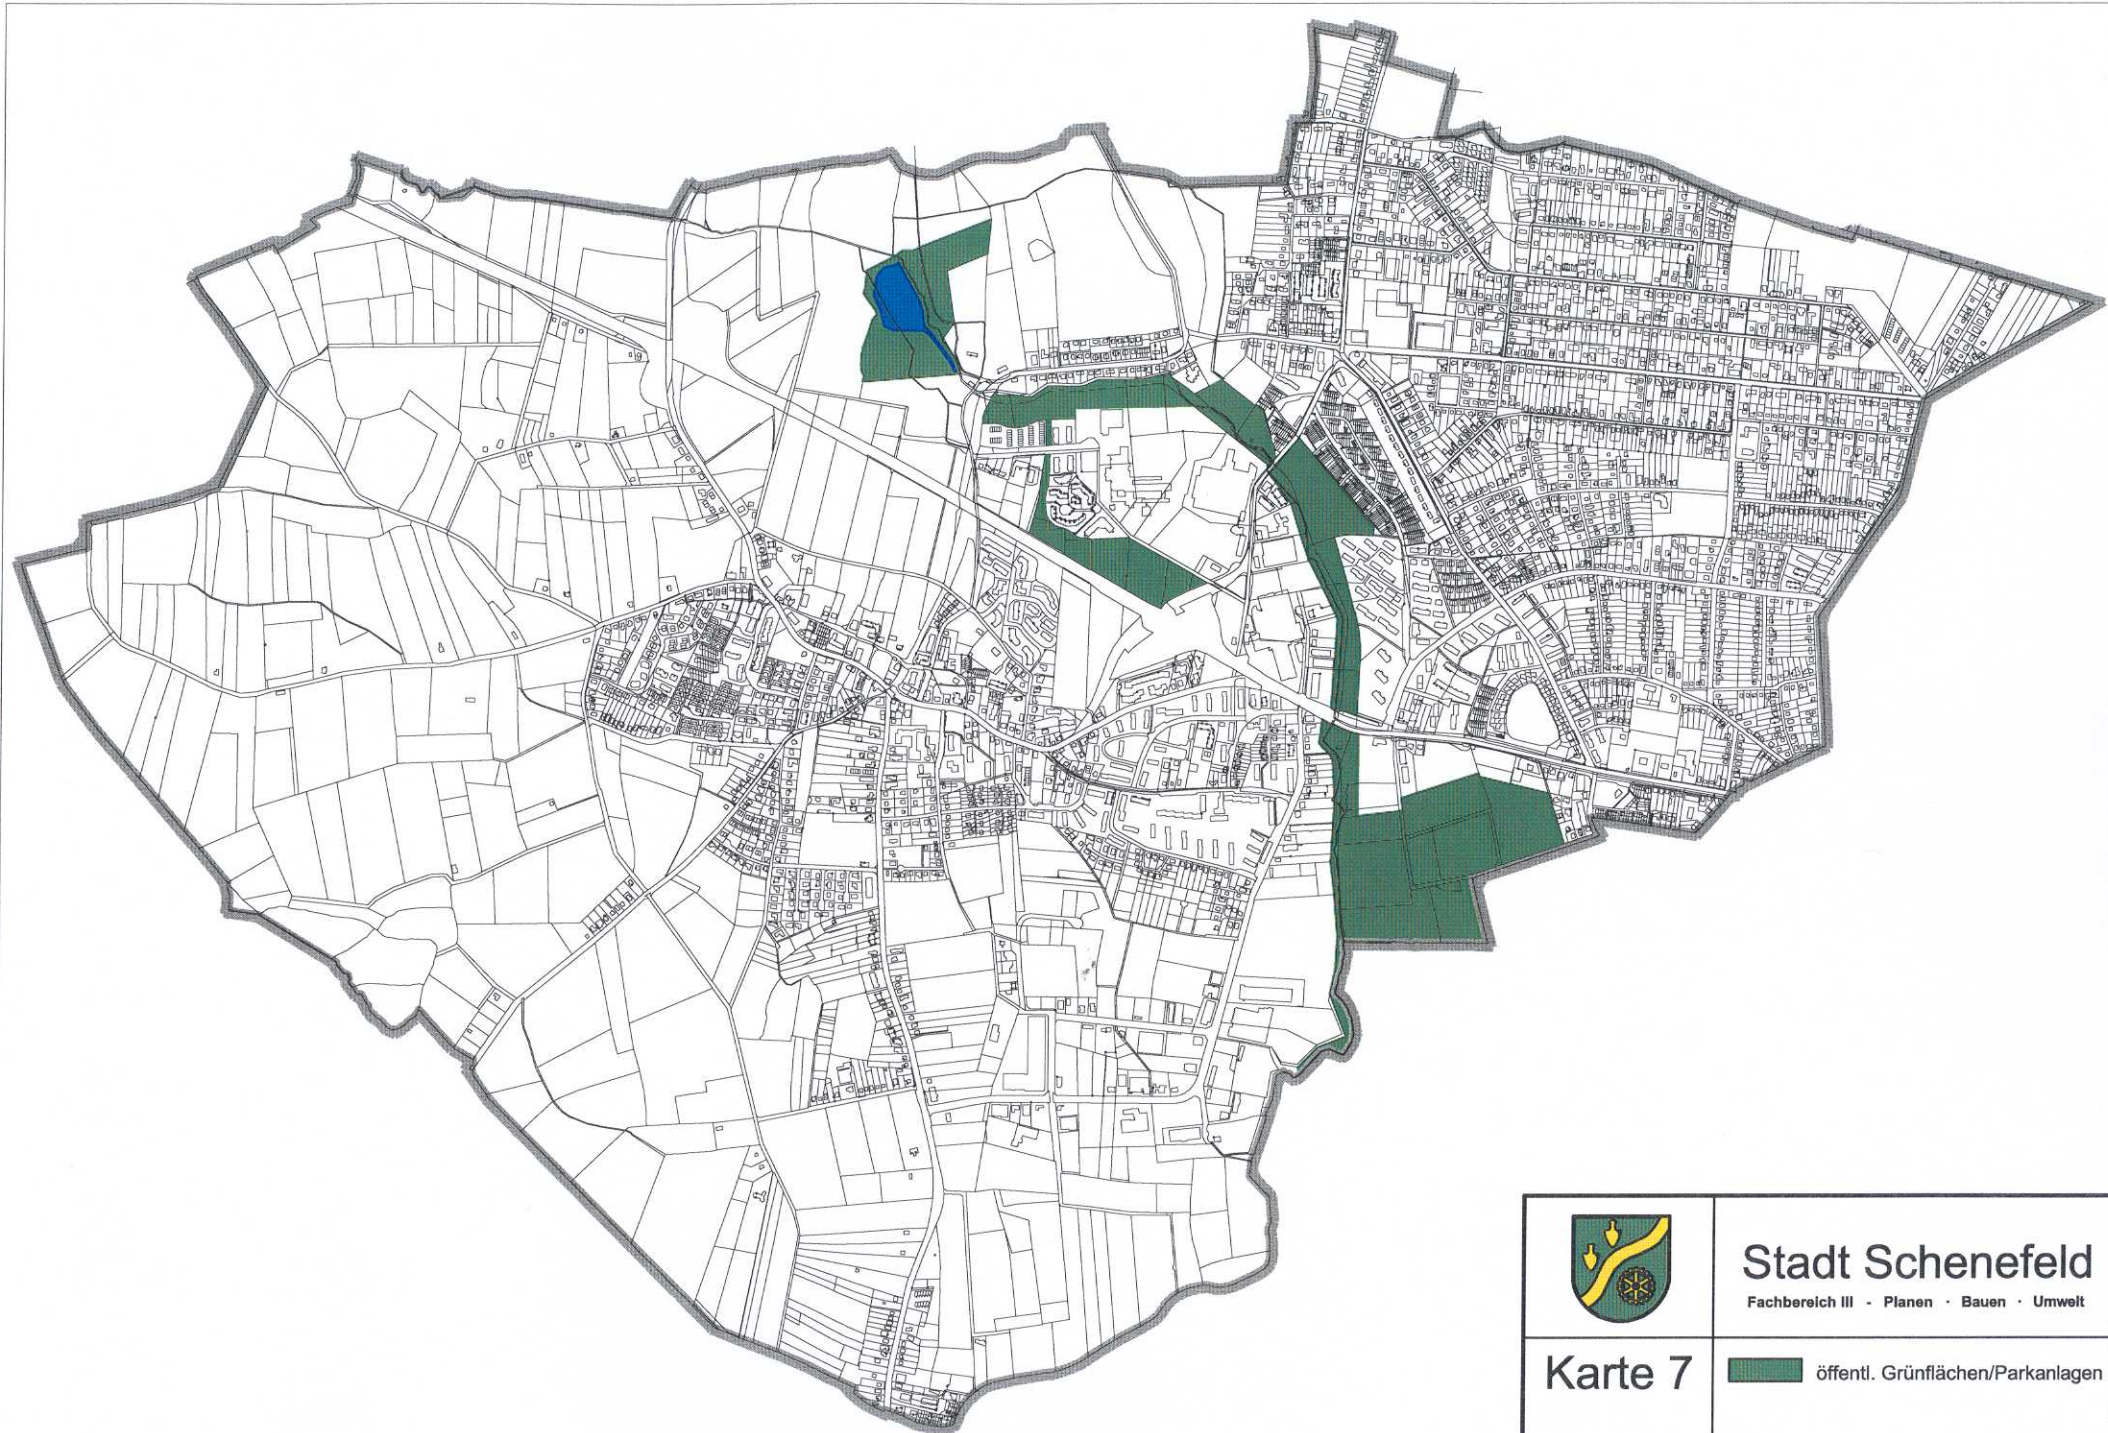 Stadt Schenefeld
Fachbereich III - Planen · Bauen · Umwelt
Karte 7
öffentl. Grünflächen/Parkanlagen